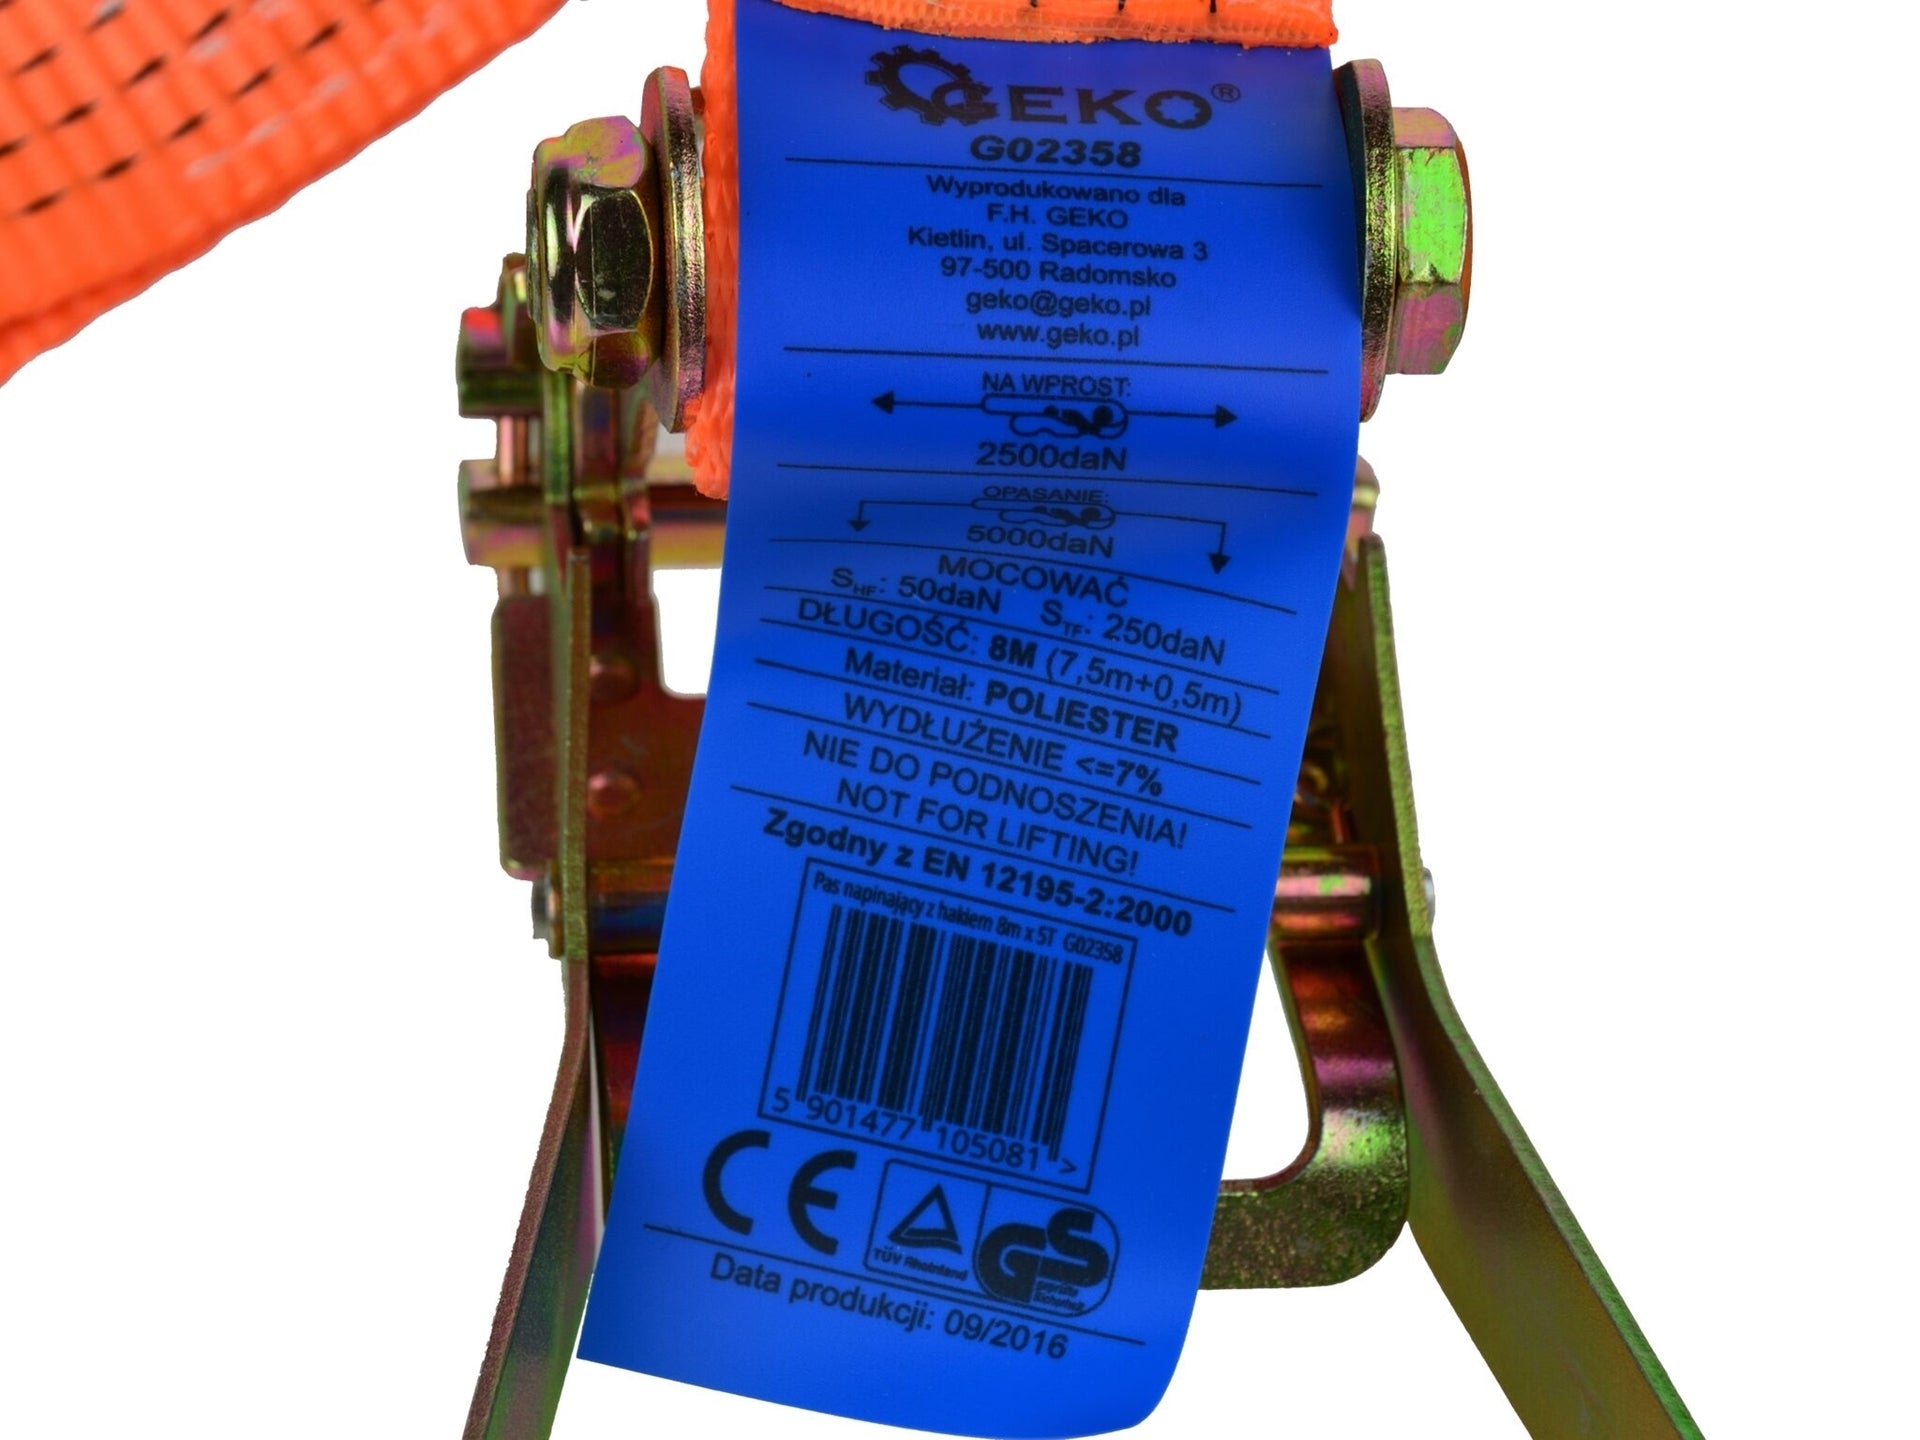 GEKO®
G02358
Wyprodukowano dla
F.H. GEKO
Kietlin, ul. Spacerowa 3
97-500 Radomsko
geko@geko.pl
www.geko.pl
NA WPROST:
2500daN
OPASANIE:
5000daN
MOCOWAĆ
SHF: 50daN STF: 250daN
DŁUGOŚĆ: 8M (7,5m+0,5m)
Materiał: POLIESTER
WYDŁUŻENIE <=7%
NIE DO PODNOSZENIA!
NOT FOR LIFTING!
Zgodny z EN 12195-2:2000
Pas napinający z hakiem 8m x 5T G02358
5 901477 105081 >
CE
TÜV Rheinland
GS
geprüfte
Sicherheit
Data produkcji: 09/2016